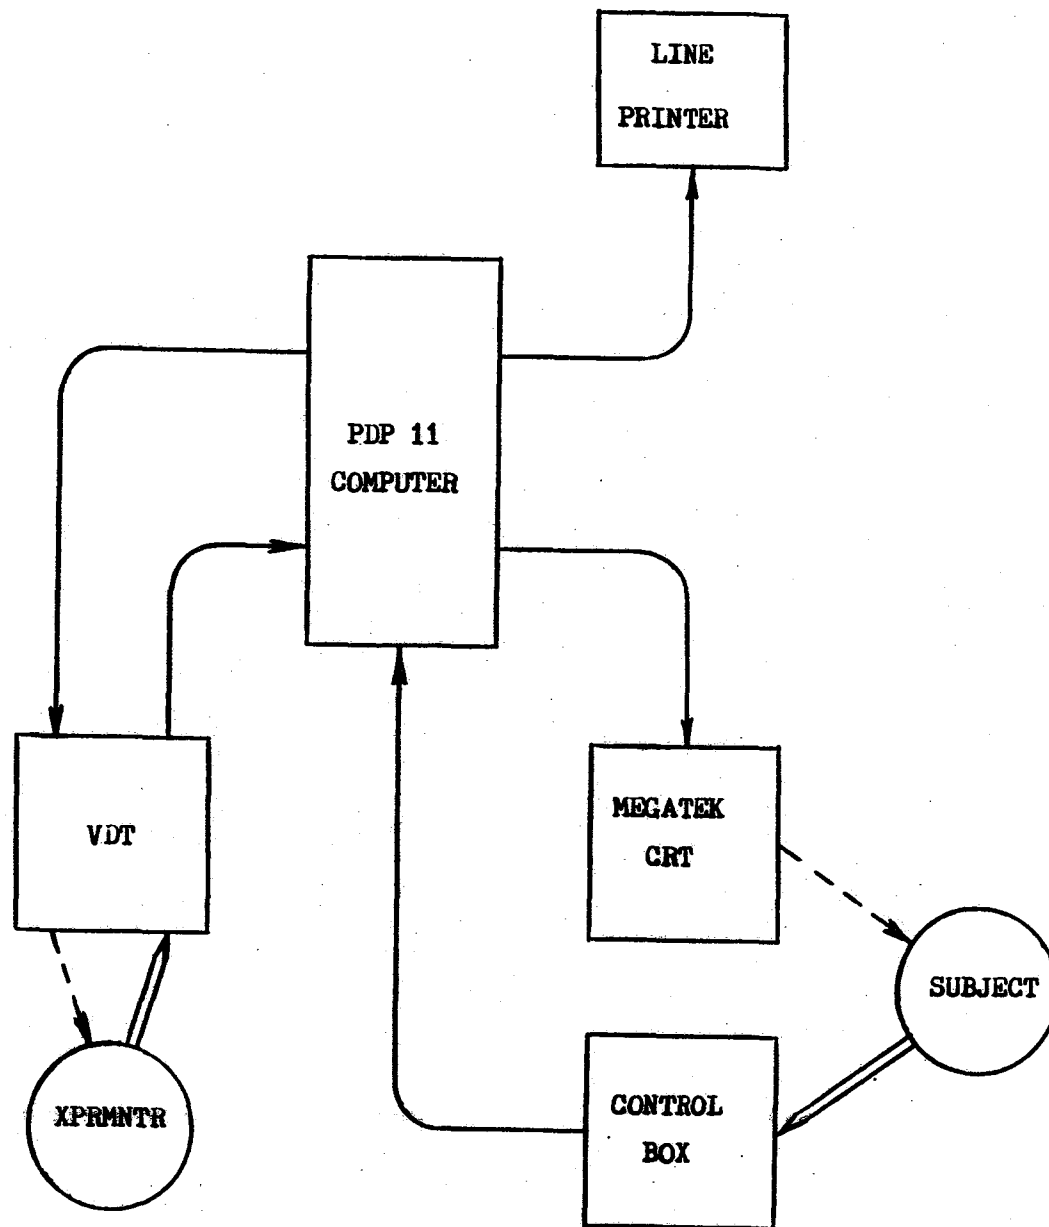 LINE
PRINTER
PDP 11
COMPUTER
VDT
MEGATEK
CRT
SUBJECT
XPRMNTR
CONTROL
BOX